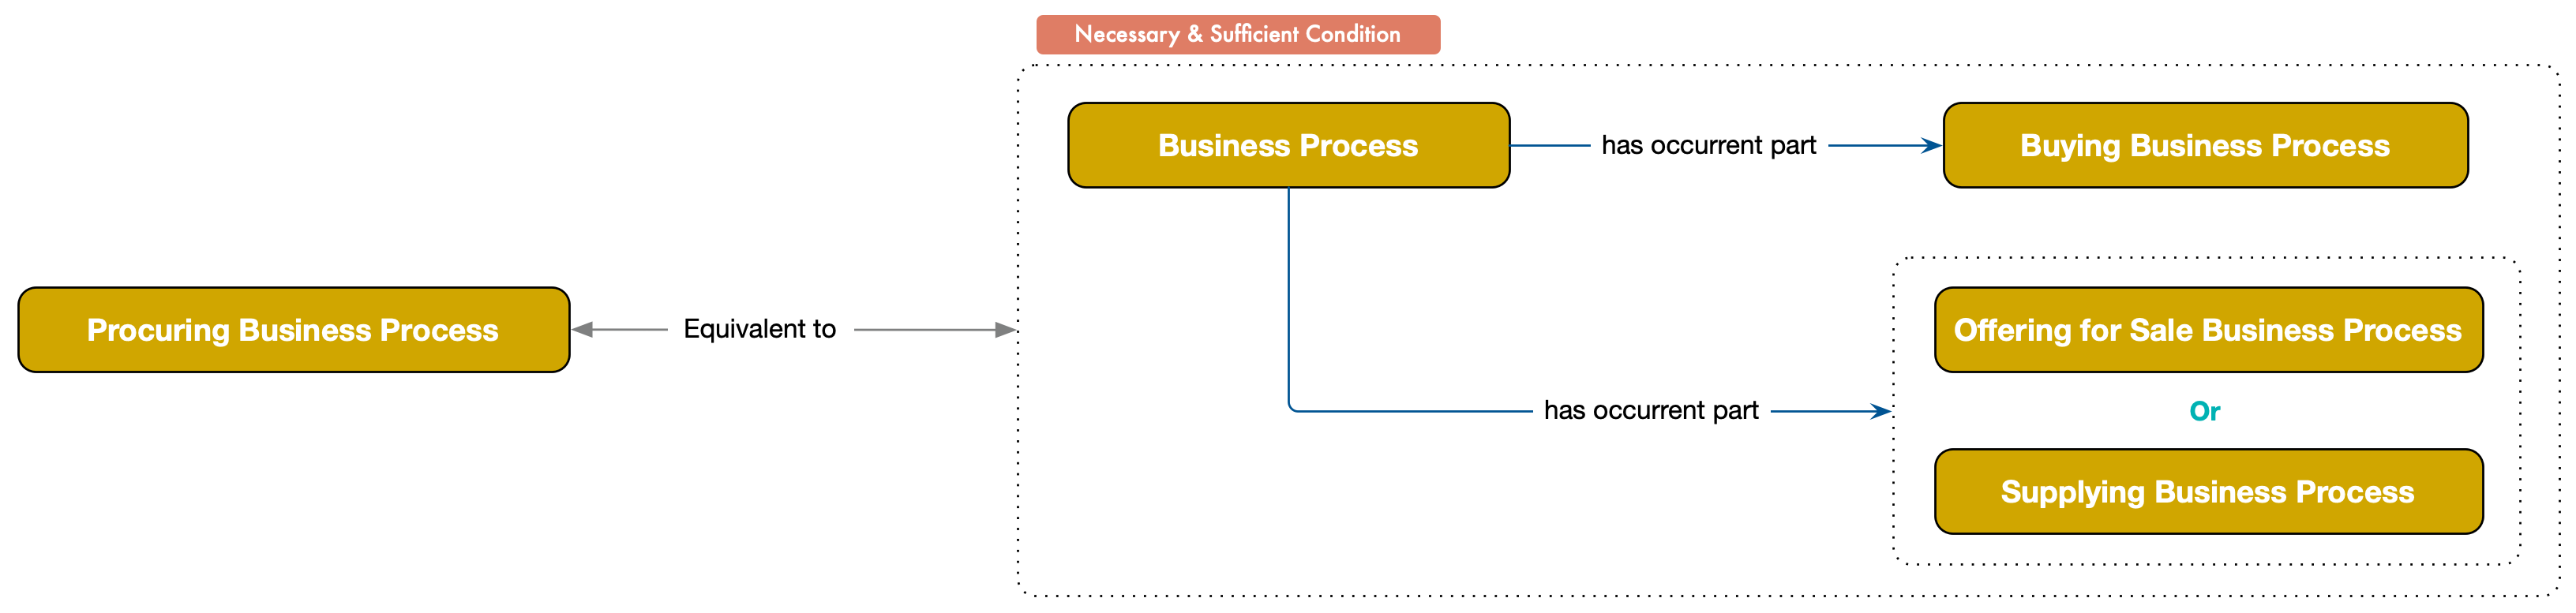 Necessary & Sufficient Condition
Business Process
has occurrent part
Buying Business Process
Procuring Business Process
Equivalent to
Offering for Sale Business Process
has occurrent part
Or
Supplying Business Process